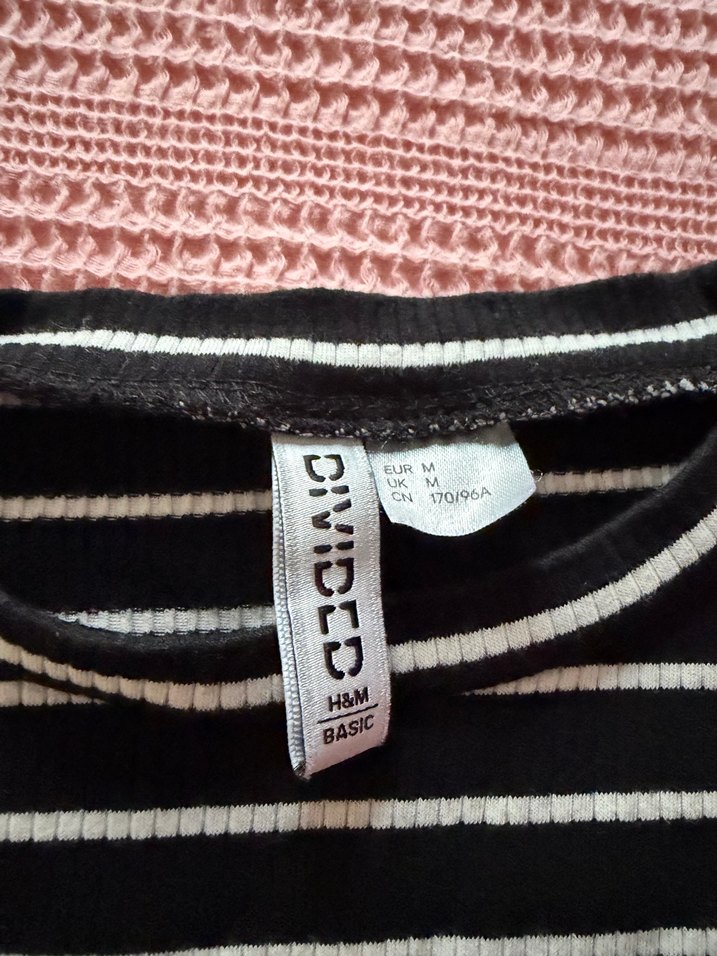 DIVIDED
H&M
BASIC
EUR M
UK M
CN 170/96A